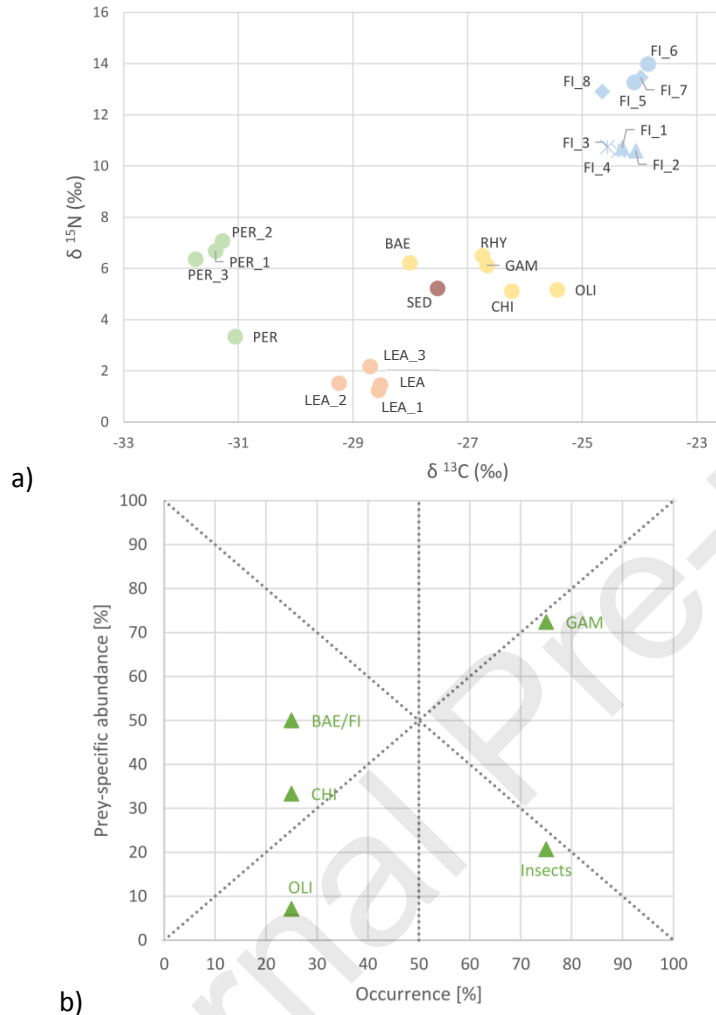 16
14
12
10
8
6
4
2
0
δ ¹⁵N (‰)
FI_6
FI_8
FI_7
FI_5
FI_3
FI_1
FI_4
FI_2
PER_2
PER_1
PER_3
PER
BAE
RHY
GAM
SED
CHI
OLI
LEA_3
LEA
LEA_2
LEA_1
-33 -31 -29 -27 -25 -23
δ ¹³C (‰)
a)
100
90
80
70
60
50
40
30
20
10
0
Prey-specific abundance [%]
GAM
BAE/FI
CHI
Insects
OLI
0 10 20 30 40 50 60 70 80 90 100
Occurrence [%]
b)
rnal Pre-